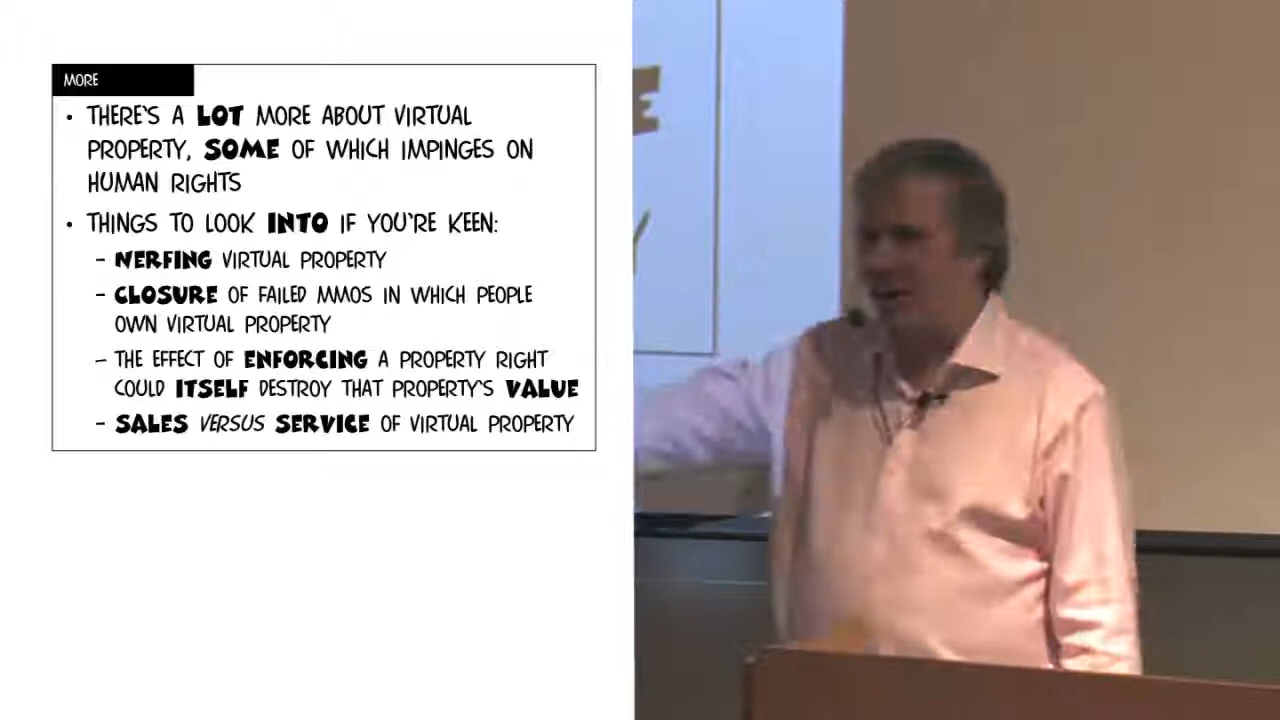 MORE
• THERE'S A LOT MORE ABOUT VIRTUAL
PROPERTY, SOME OF WHICH IMPINGES ON
HUMAN RIGHTS
• THINGS TO LOOK INTO IF YOU'RE KEEN:
– NERFING VIRTUAL PROPERTY
– CLOSURE OF FAILED MMOS IN WHICH PEOPLE
OWN VIRTUAL PROPERTY
– THE EFFECT OF ENFORCING A PROPERTY RIGHT
COULD ITSELF DESTROY THAT PROPERTY'S VALUE
– SALES VERSUS SERVICE OF VIRTUAL PROPERTY